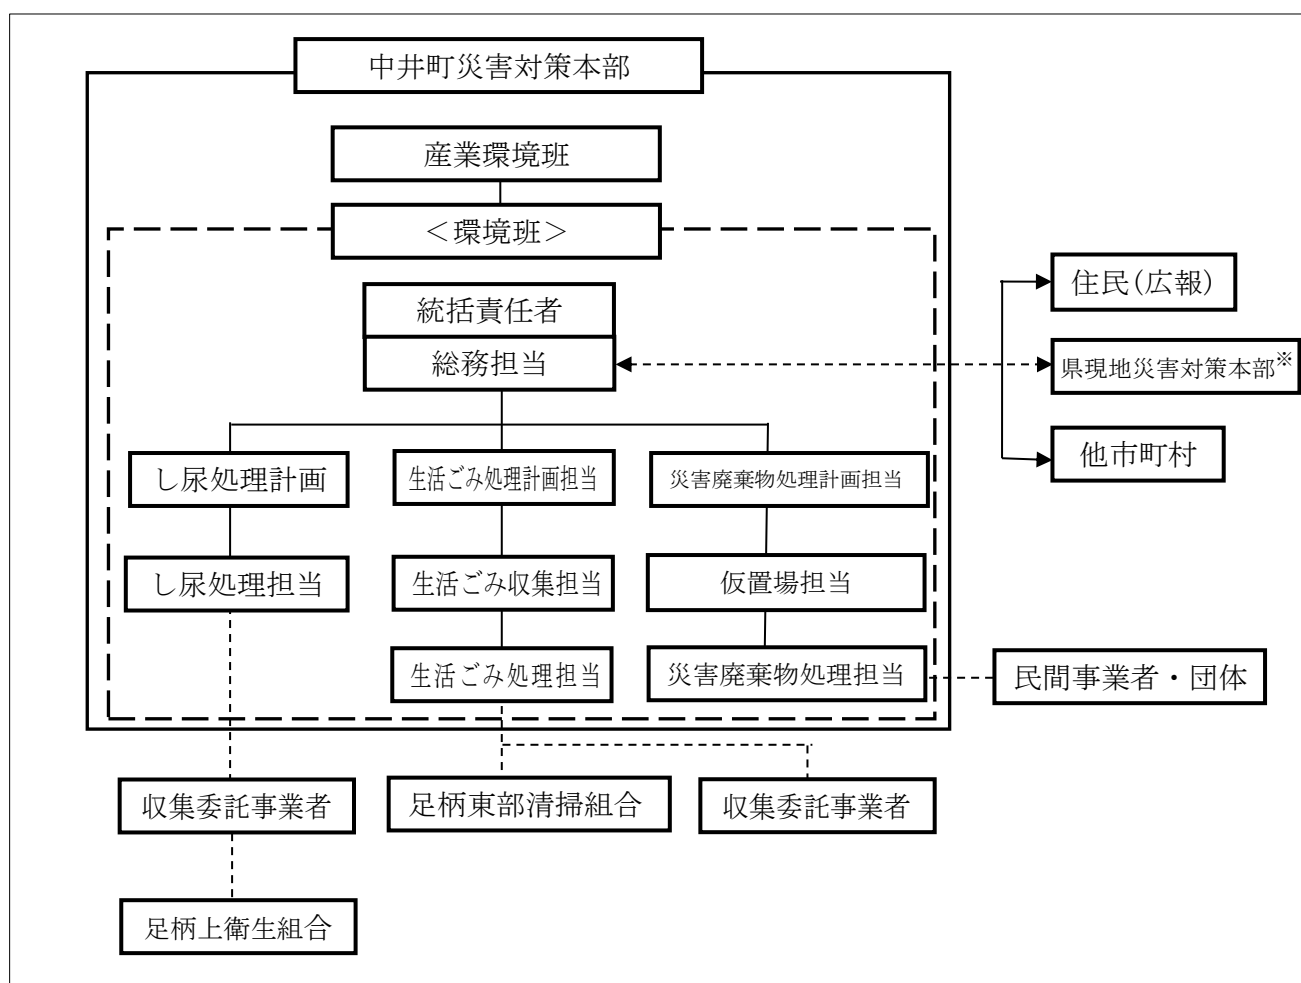 中井町災害対策本部
産業環境班
＜環境班＞
統括責任者
総務担当
住民(広報)
県現地災害対策本部※
他市町村
し尿処理計画
生活ごみ処理計画担当
災害廃棄物処理計画担当
し尿処理担当
生活ごみ収集担当
仮置場担当
生活ごみ処理担当
災害廃棄物処理担当
民間事業者・団体
収集委託事業者
足柄東部清掃組合
収集委託事業者
足柄上衛生組合